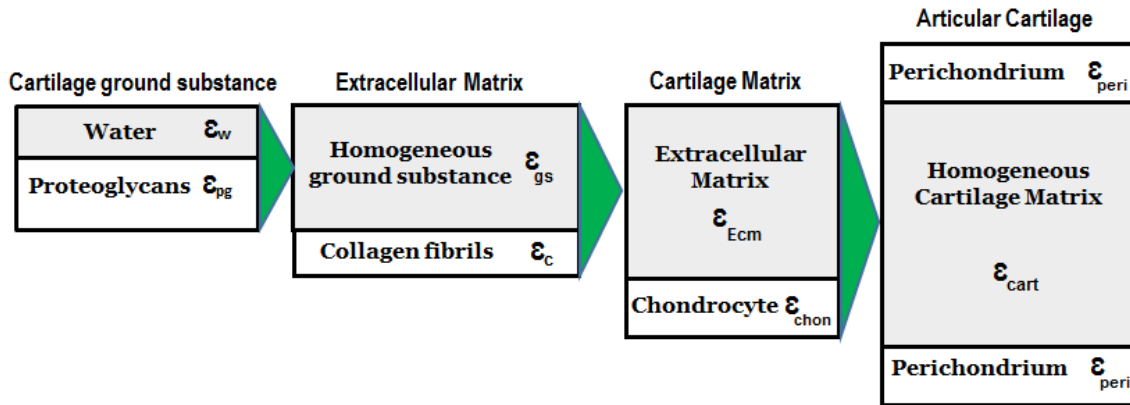 Cartilage ground substance
Water εw
Proteoglycans εpg
Extracellular Matrix
Homogeneous
ground substance εgs
Collagen fibrils εc
Cartilage Matrix
Extracellular
Matrix
εEcm
Chondrocyte εchon
Articular Cartilage
Perichondrium εperi
Homogeneous
Cartilage Matrix
εcart
Perichondrium εperi